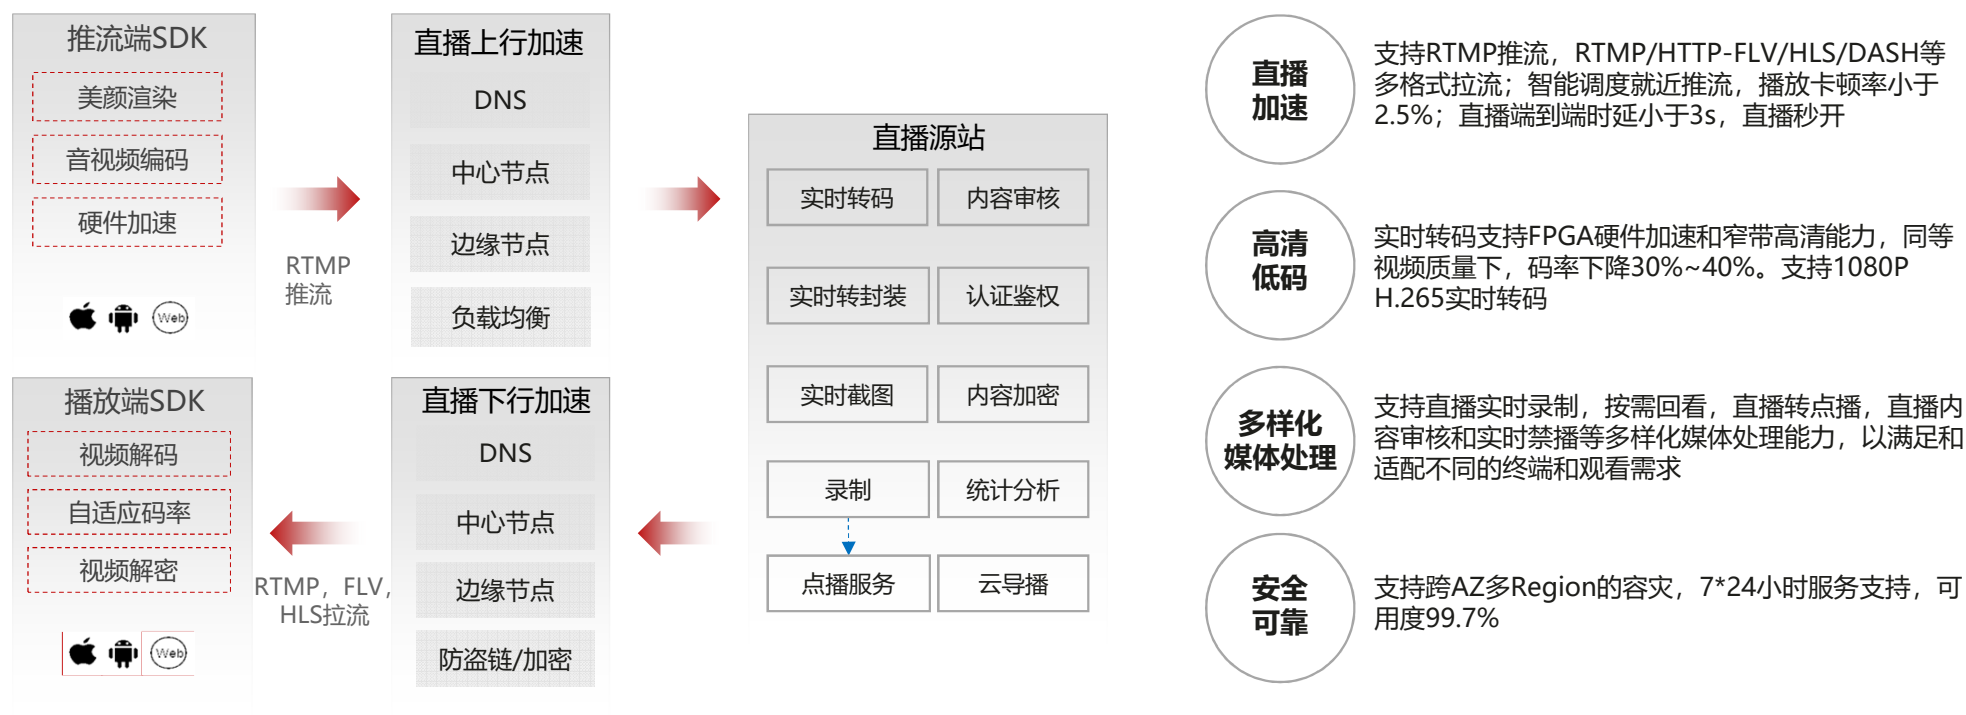 推流端SDK
美颜渲染
音视频编码
硬件加速
Web
RTMP
推流
直播上行加速
DNS
中心节点
边缘节点
负载均衡
播放端SDK
视频解码
自适应码率
视频解密
Web
RTMP，FLV，
HLS拉流
直播下行加速
DNS
中心节点
边缘节点
防盗链/加密
直播源站
实时转码
内容审核
实时转封装
认证鉴权
实时截图
内容加密
录制
统计分析
点播服务
云导播
直播
加速
支持RTMP推流，RTMP/HTTP-FLV/HLS/DASH等
多格式拉流；智能调度就近推流，播放卡顿率小于
2.5%；直播端到端时延小于3s，直播秒开
高清
低码
实时转码支持FPGA硬件加速和窄带高清能力，同等
视频质量下，码率下降30%~40%。支持1080P
H.265实时转码
多样化
媒体处理
支持直播实时录制，按需回看，直播转点播，直播内
容审核和实时禁播等多样化媒体处理能力，以满足和
适配不同的终端和观看需求
安全
可靠
支持跨AZ多Region的容灾，7*24小时服务支持，可
用度99.7%